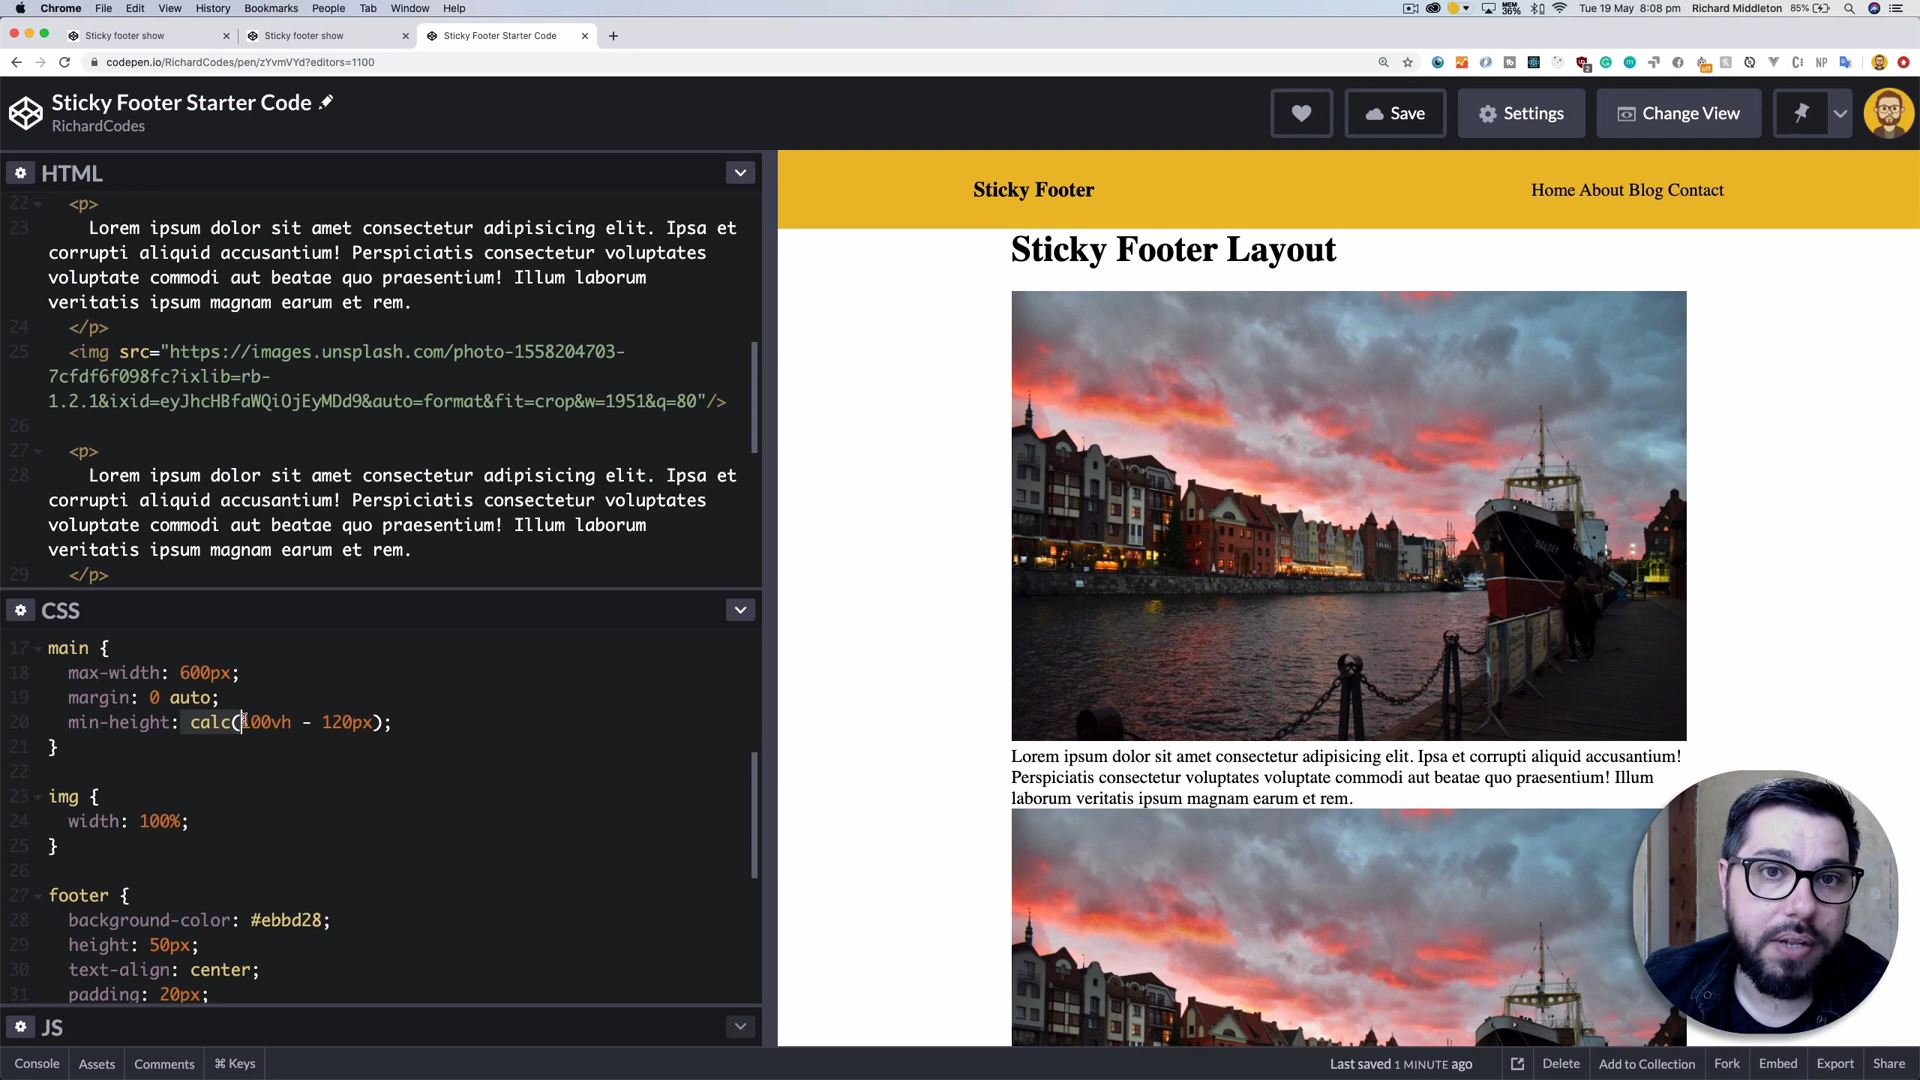 Chrome File Edit View History Bookmarks People Tab Window Help
MEM 36% Tue 19 May 8:08 pm Richard Middleton 85%
Sticky footer show
Sticky footer show
Sticky Footer Starter Code
codepen.io/RichardCodes/pen/zYvmVYd?editors=1100
Sticky Footer Starter Code
RichardCodes
Save
Settings
Change View
HTML
22 <p>
23 Lorem ipsum dolor sit amet consectetur adipisicing elit. Ipsa et
corrupti aliquid accusantium! Perspiciatis consectetur voluptates
voluptate commodi aut beatae quo praesentium! Illum laborum
veritatis ipsum magnam earum et rem.
24 </p>
25 <img src="https://images.unsplash.com/photo-1558204703-
7cfdf6f098fc?ixlib=rb-
1.2.1&ixid=eyJhcHBfaWQiOjEyMDd9&auto=format&fit=crop&w=1951&q=80"/>
26
27 <p>
28 Lorem ipsum dolor sit amet consectetur adipisicing elit. Ipsa et
corrupti aliquid accusantium! Perspiciatis consectetur voluptates
voluptate commodi aut beatae quo praesentium! Illum laborum
veritatis ipsum magnam earum et rem.
29 </p>
CSS
17 main {
18 max-width: 600px;
19 margin: 0 auto;
20 min-height: calc(100vh - 120px);
21 }
22
23 img {
24 width: 100%;
25 }
26
27 footer {
28 background-color: #ebbd28;
29 height: 50px;
30 text-align: center;
31 padding: 20px;
JS
Sticky Footer
Home About Blog Contact
Sticky Footer Layout
Lorem ipsum dolor sit amet consectetur adipisicing elit. Ipsa et corrupti aliquid accusantium!
Perspiciatis consectetur voluptates voluptate commodi aut beatae quo praesentium! Illum
laborum veritatis ipsum magnam earum et rem.
Console Assets Comments ⌘ Keys
Last saved 1 MINUTE ago
Delete Add to Collection Fork Embed Export Share